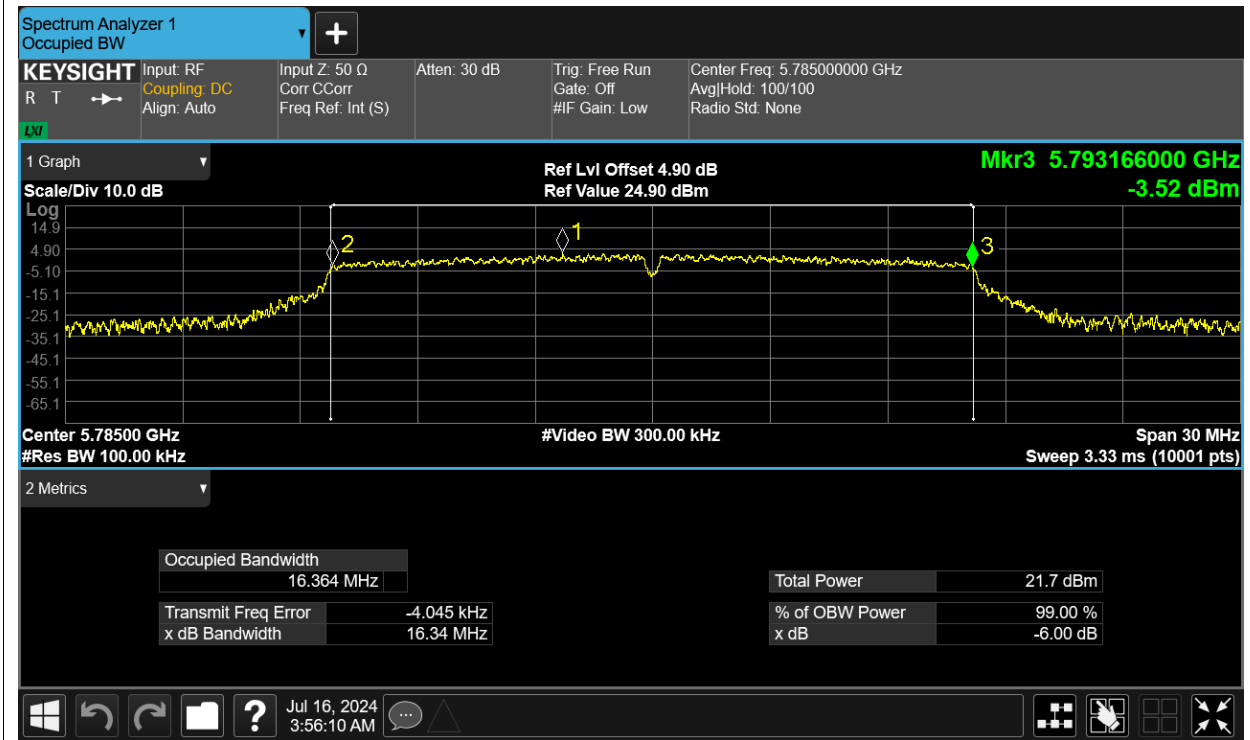 Spectrum Analyzer 1
Occupied BW
KEYSIGHT
R T
LXI
Input: RF
Coupling: DC
Align: Auto
Input Z: 50 Ω
Corr CCorr
Freq Ref: Int (S)
Atten: 30 dB
Trig: Free Run
Gate: Off
#IF Gain: Low
Center Freq: 5.785000000 GHz
Avg|Hold: 100/100
Radio Std: None
1 Graph
Scale/Div 10.0 dB
Ref Lvl Offset 4.90 dB
Ref Value 24.90 dBm
Mkr3 5.793166000 GHz
-3.52 dBm
Log
14.9
4.90
-5.10
-15.1
-25.1
-35.1
-45.1
-55.1
-65.1
2
1
3
Center 5.78500 GHz
#Res BW 100.00 kHz
#Video BW 300.00 kHz
Span 30 MHz
Sweep 3.33 ms (10001 pts)
2 Metrics
Occupied Bandwidth
16.364 MHz
Transmit Freq Error -4.045 kHz
x dB Bandwidth 16.34 MHz
Total Power 21.7 dBm
% of OBW Power 99.00 %
x dB -6.00 dB
?
Jul 16, 2024
3:56:10 AM